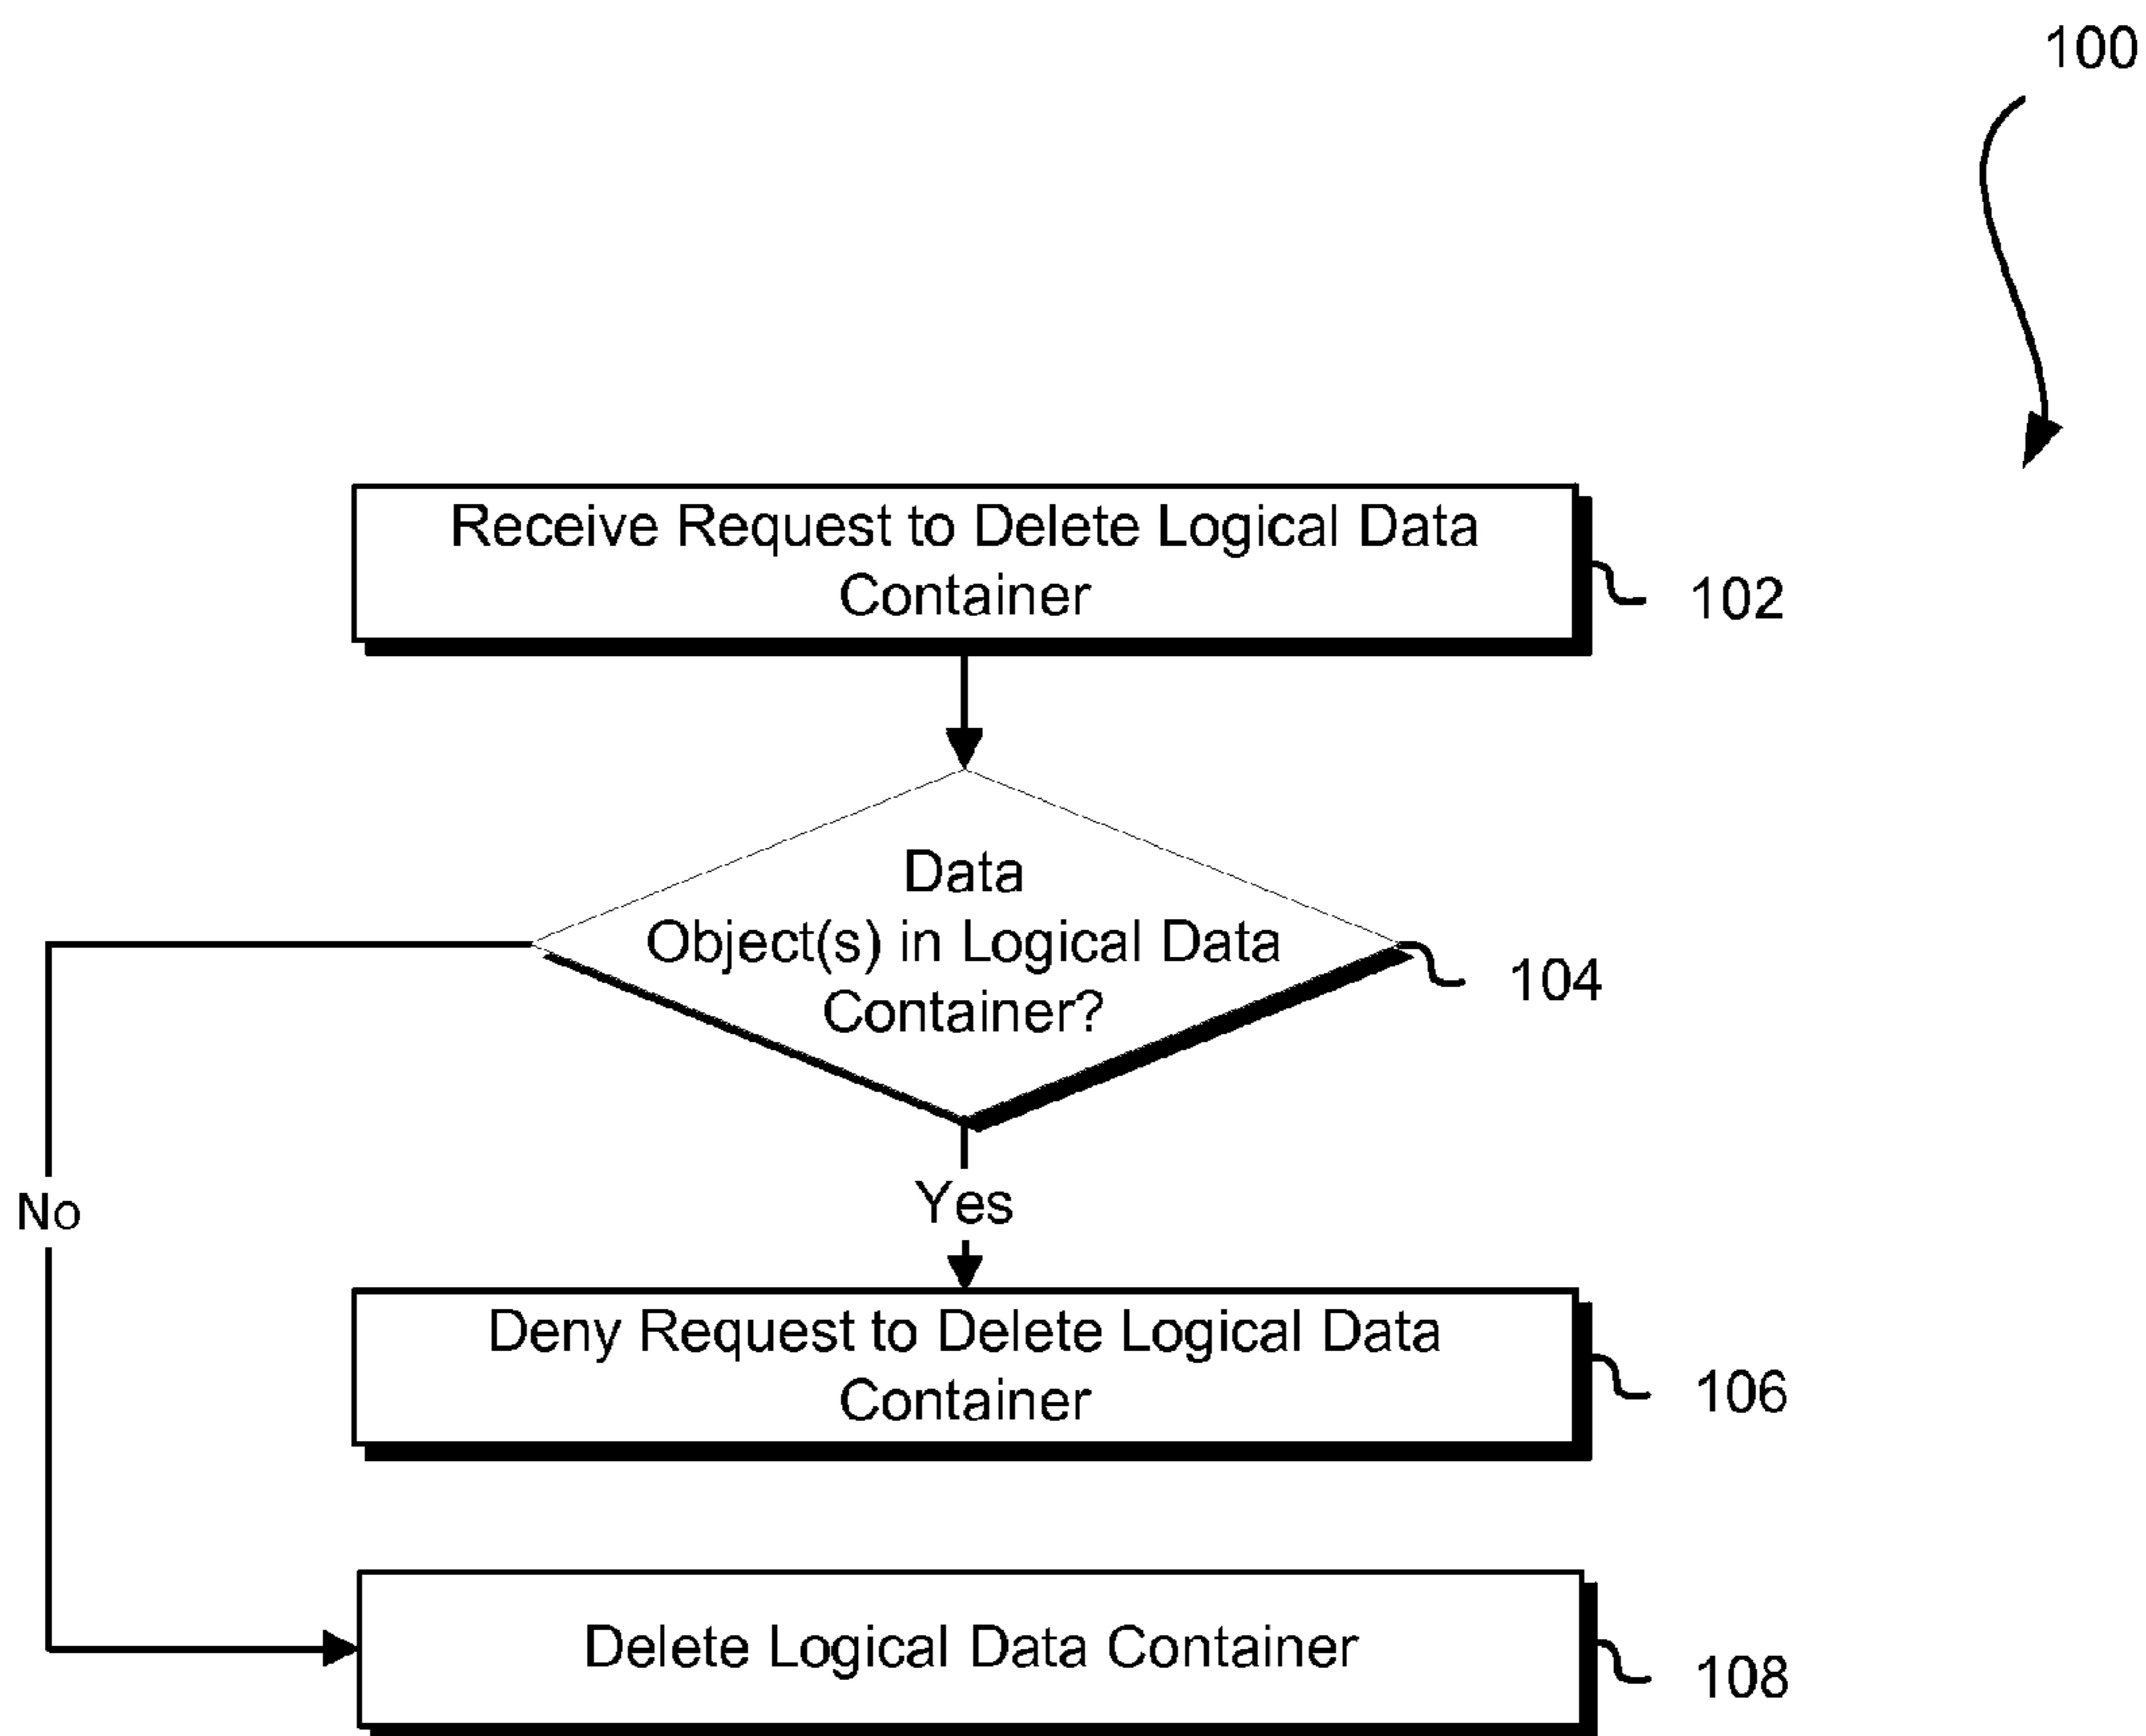 100
Receive Request to Delete Logical Data
Container
102
Data
Object(s) in Logical Data
Container?
104
No
Yes
Deny Request to Delete Logical Data
Container
106
Delete Logical Data Container
108